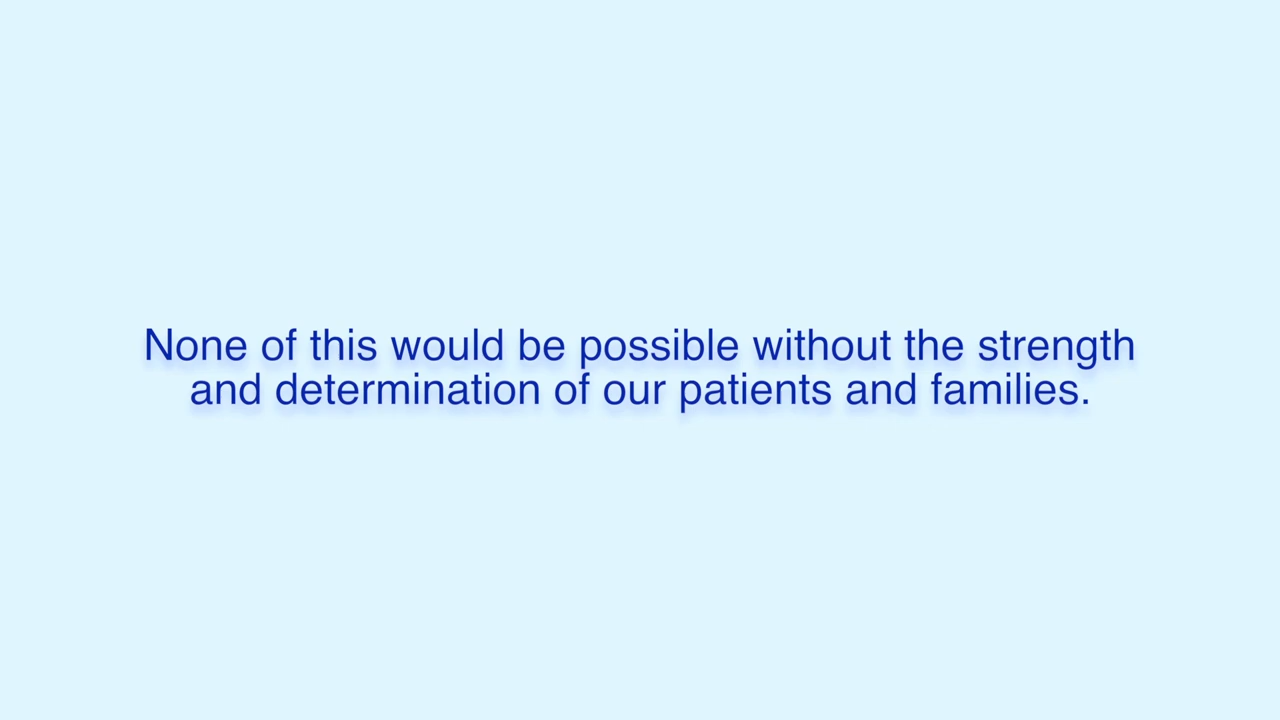 None of this would be possible without the strength
and determination of our patients and families.